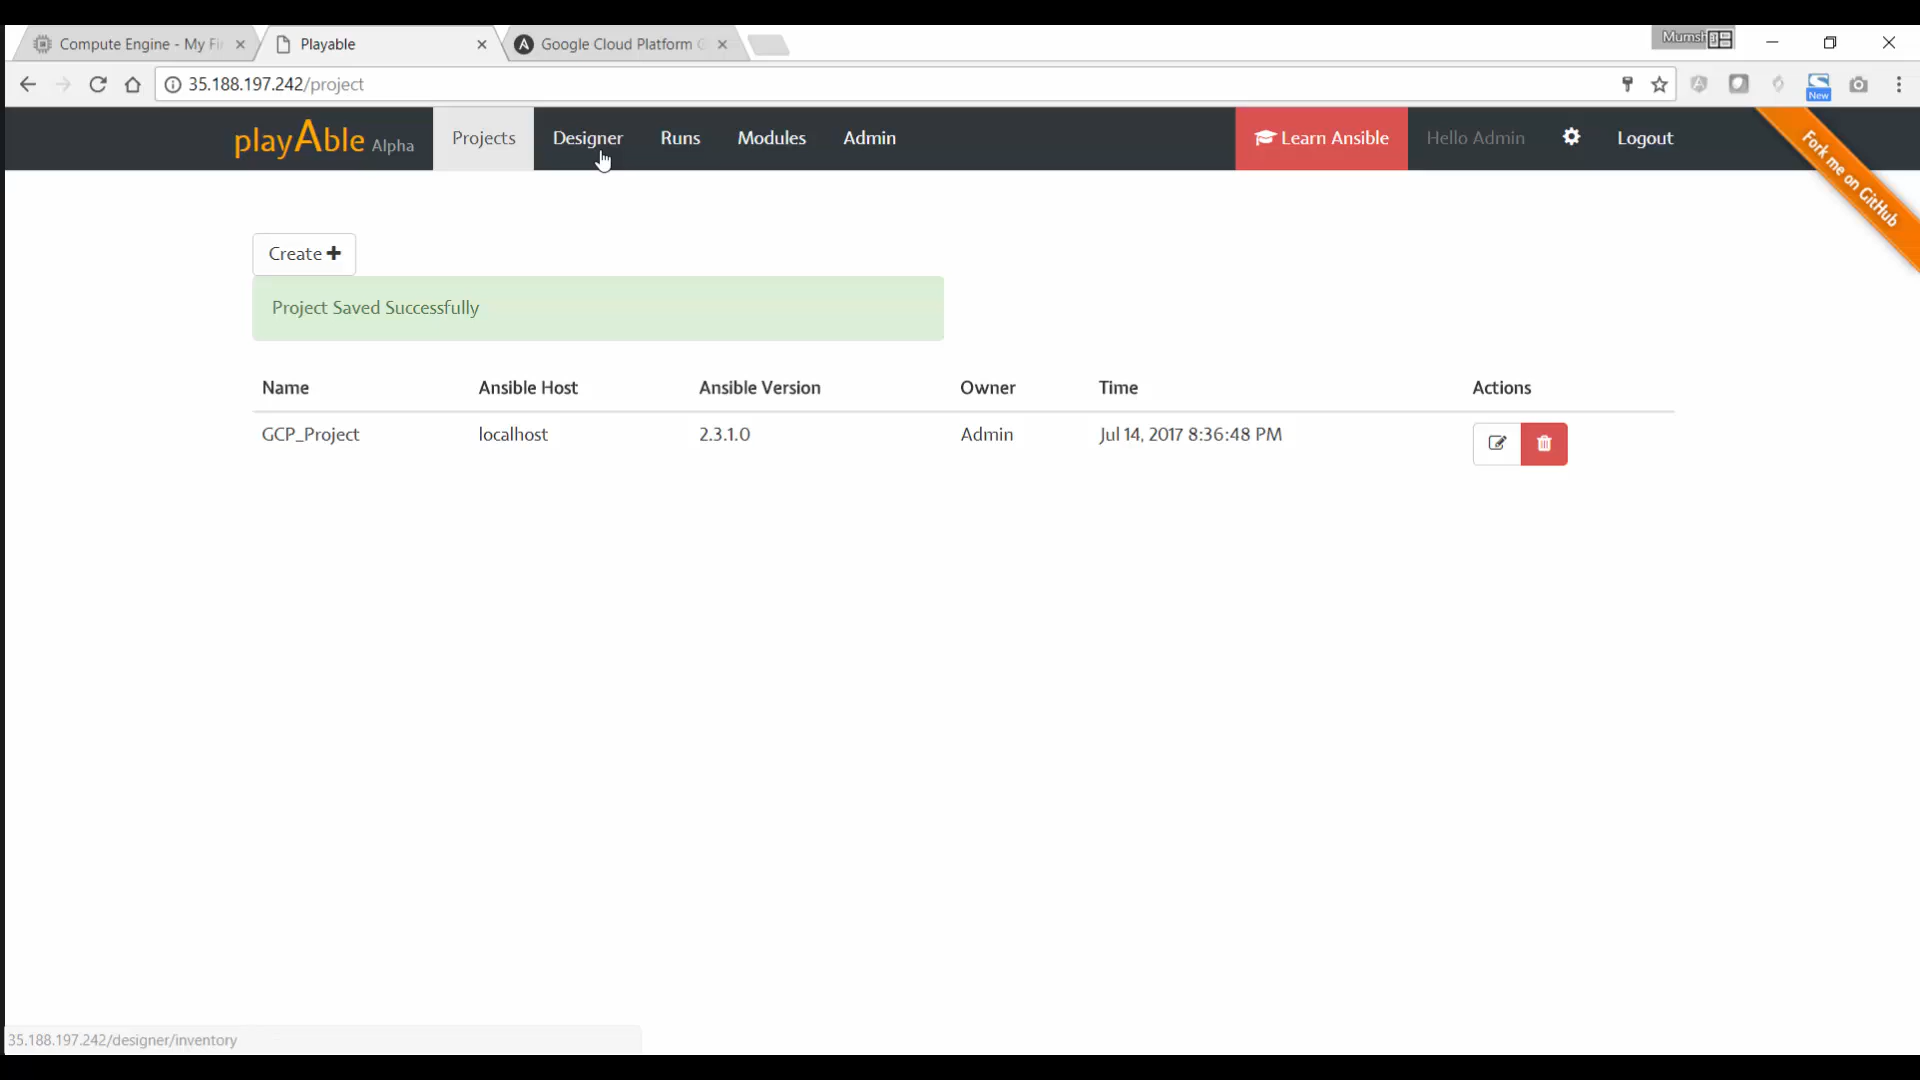 Compute Engine - My Fi
Playable
Google Cloud Platform G
35.188.197.242/project
New
playAble Alpha
Projects
Designer
Runs
Modules
Admin
Learn Ansible
Hello Admin
Logout
Fork me on GitHub
Create
Project Saved Successfully
Name Ansible Host Ansible Version Owner Time Actions
GCP_Project localhost 2.3.1.0 Admin Jul 14, 2017 8:36:48 PM
35.188.197.242/designer/inventory